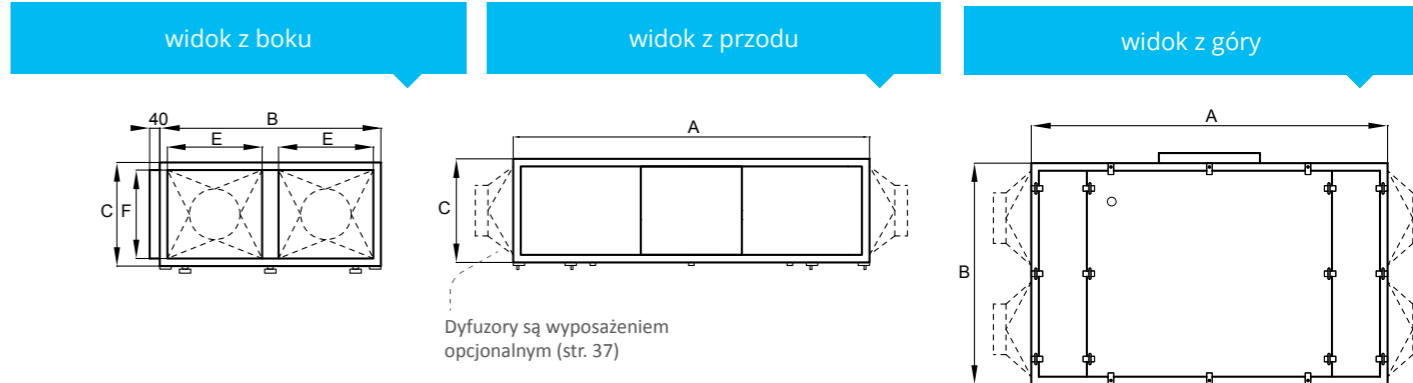 widok z boku
widok z przodu
widok z góry
40
B
E
E
C
F
A
C
Dyfuzory są wyposażeniem
opcjonalnym (str. 37)
A
B